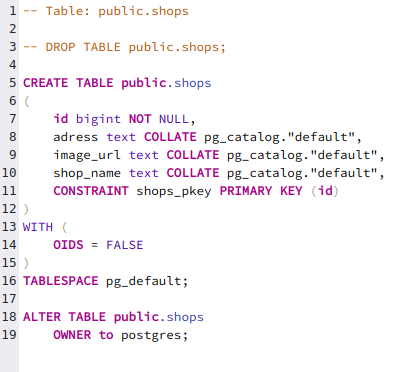 1 -- Table: public.shops
2
3 -- DROP TABLE public.shops;
4
5 CREATE TABLE public.shops
6 (
7     id bigint NOT NULL,
8     adress text COLLATE pg_catalog."default",
9     image_url text COLLATE pg_catalog."default",
10     shop_name text COLLATE pg_catalog."default",
11     CONSTRAINT shops_pkey PRIMARY KEY (id)
12 )
13 WITH (
14     OIDS = FALSE
15 )
16 TABLESPACE pg_default;
17
18 ALTER TABLE public.shops
19     OWNER to postgres;